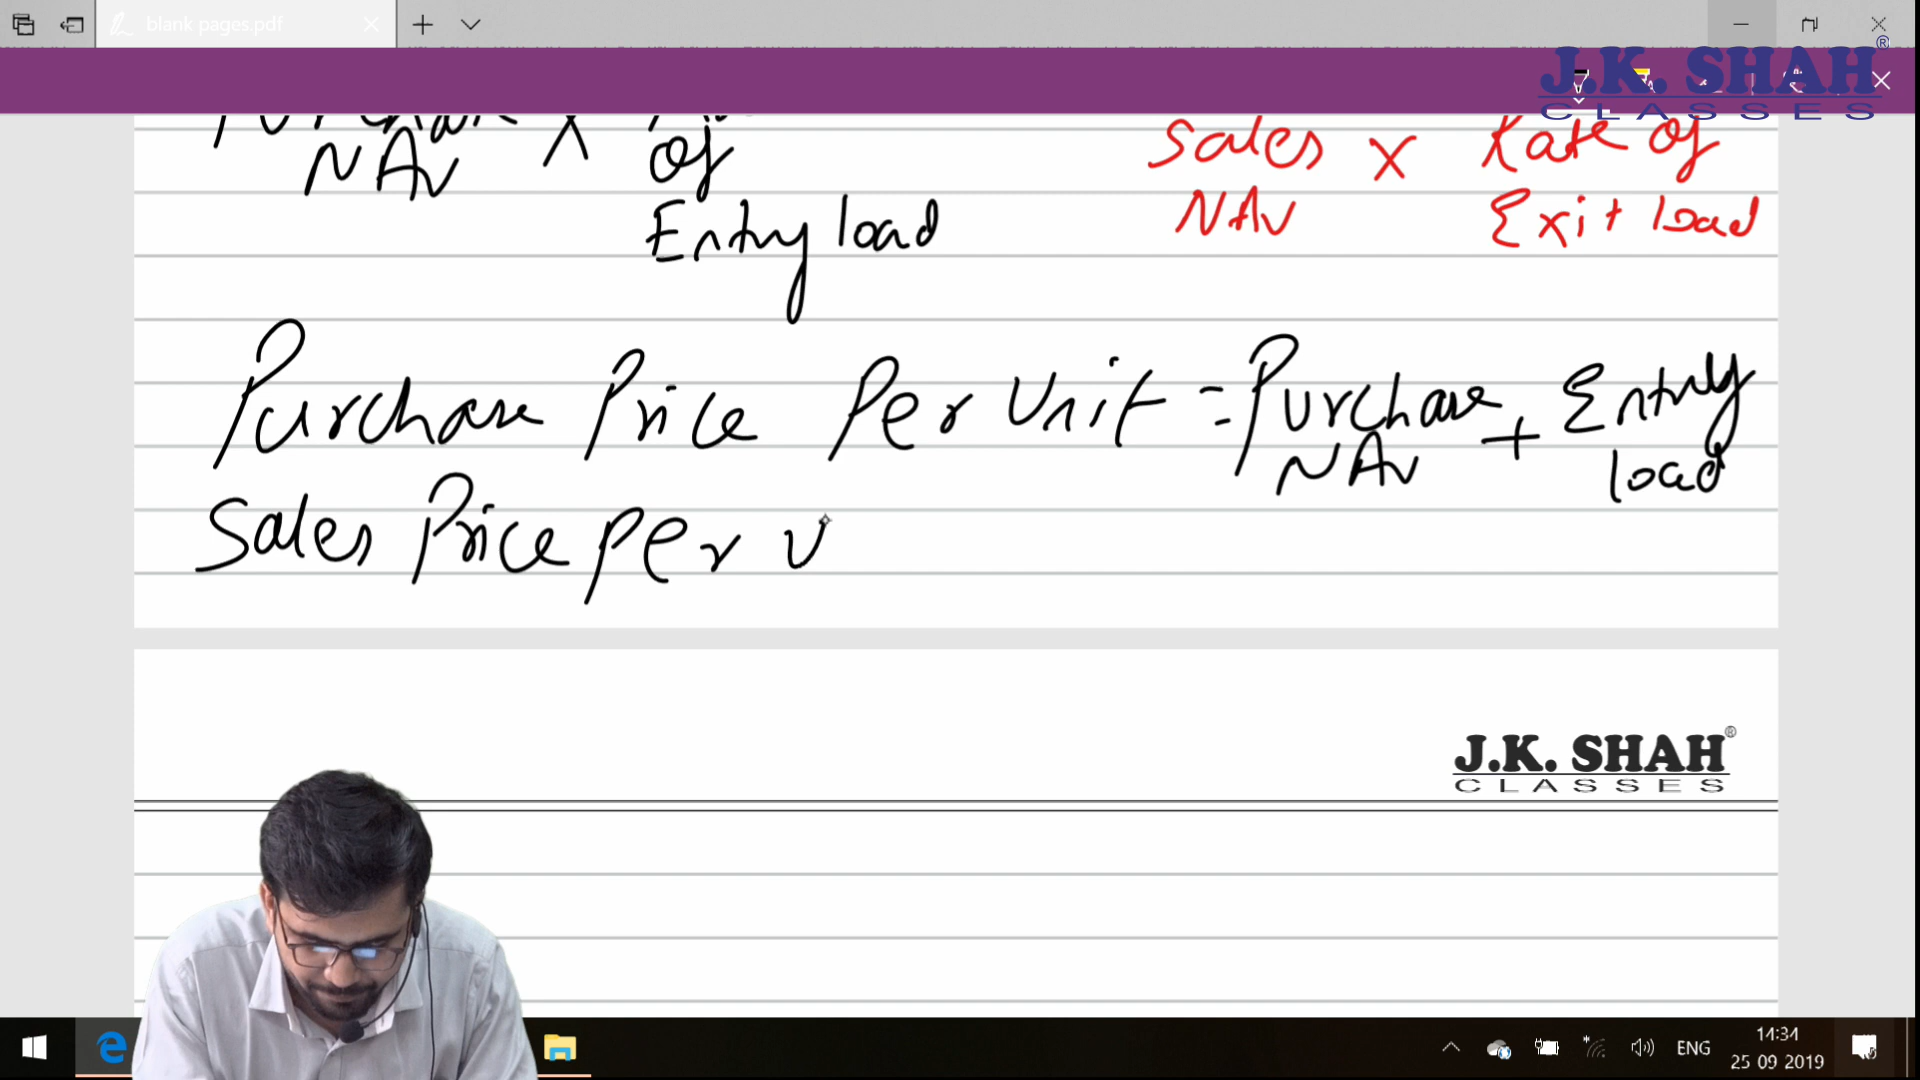 blank pages.pdf
J.K. SHAH®
CLASSES
NAV X of
Entry load
Sales X Rate of
NAV Exit load
Purchase Price Per Unit = Purchase NAV + Entry load
Sales Price per U
J.K. SHAH®
CLASSES
ENG
14:34
25 09 2019